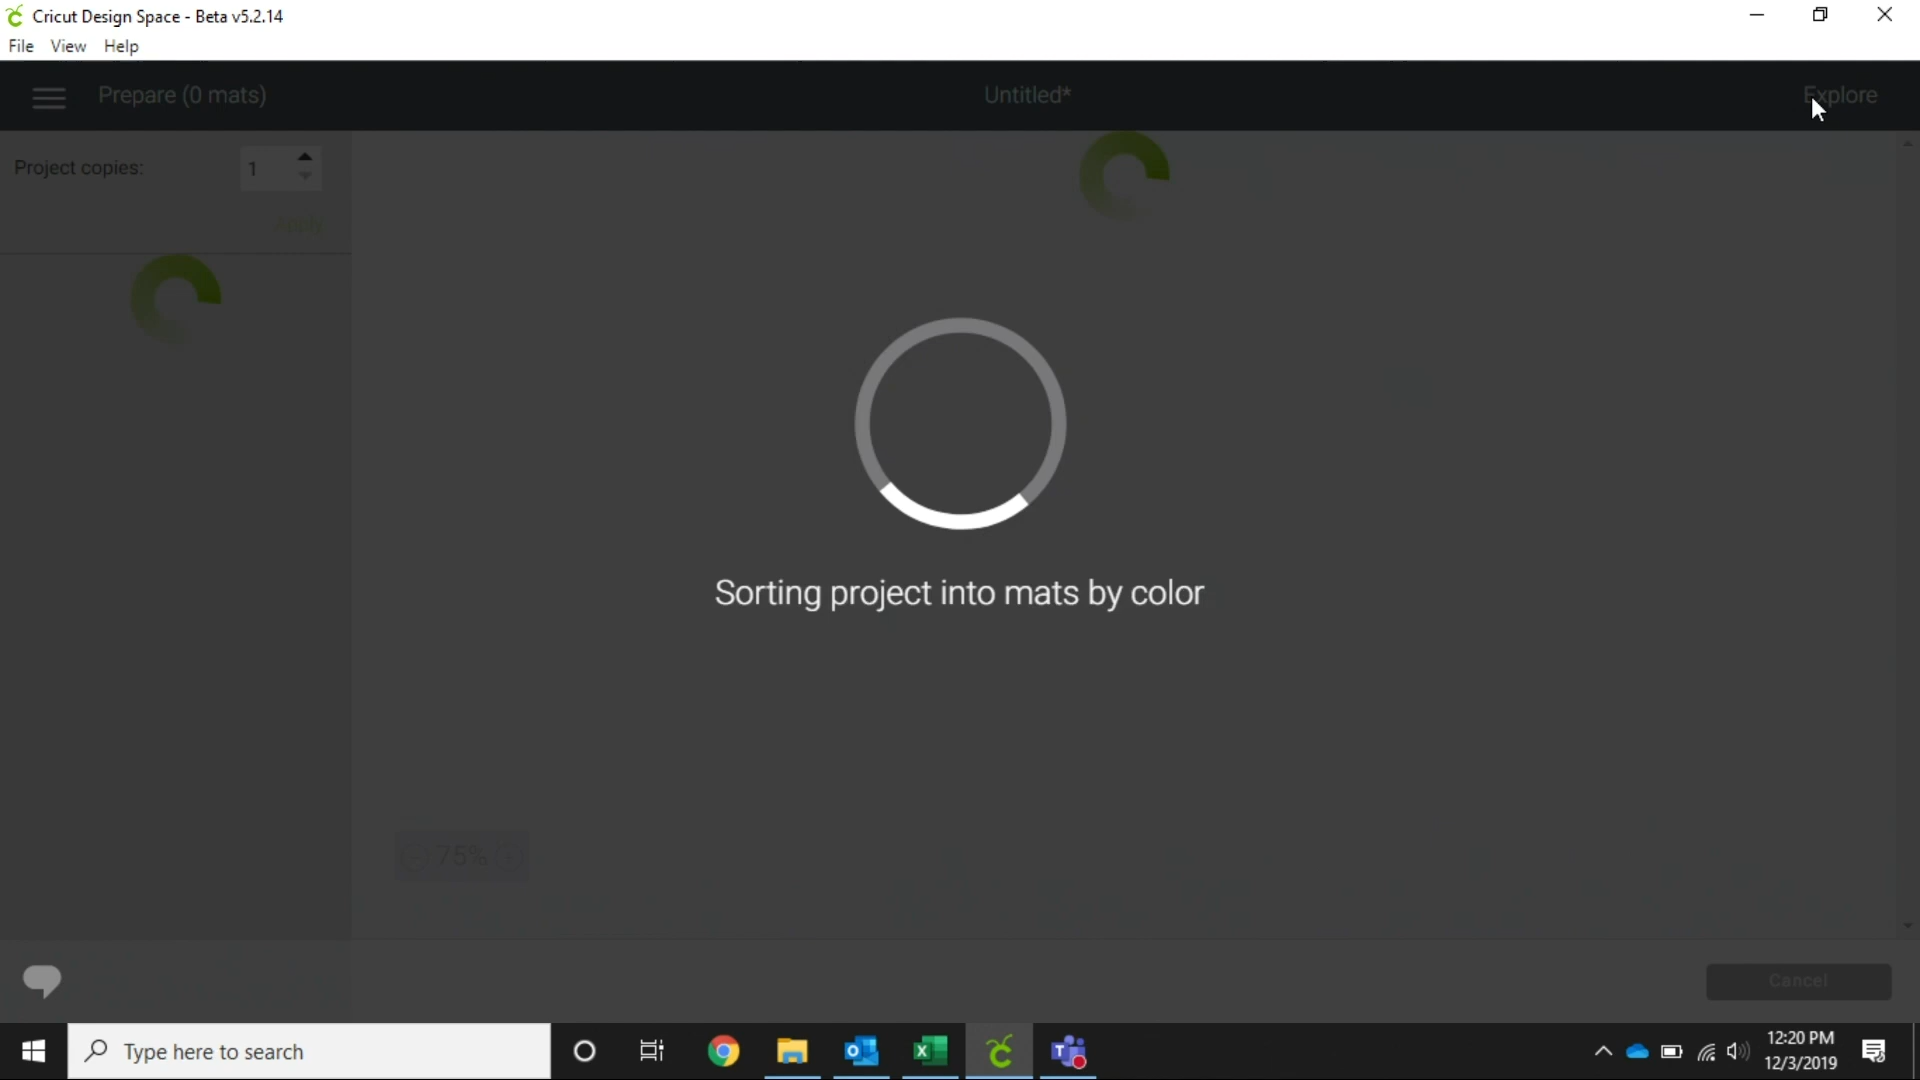 Cricut Design Space - Beta v5.2.14
File View Help
Prepare (0 mats) Untitled* Explore
Project copies: 1
Apply
Sorting project into mats by color
75%
Cancel
Type here to search
12:20 PM
12/3/2019